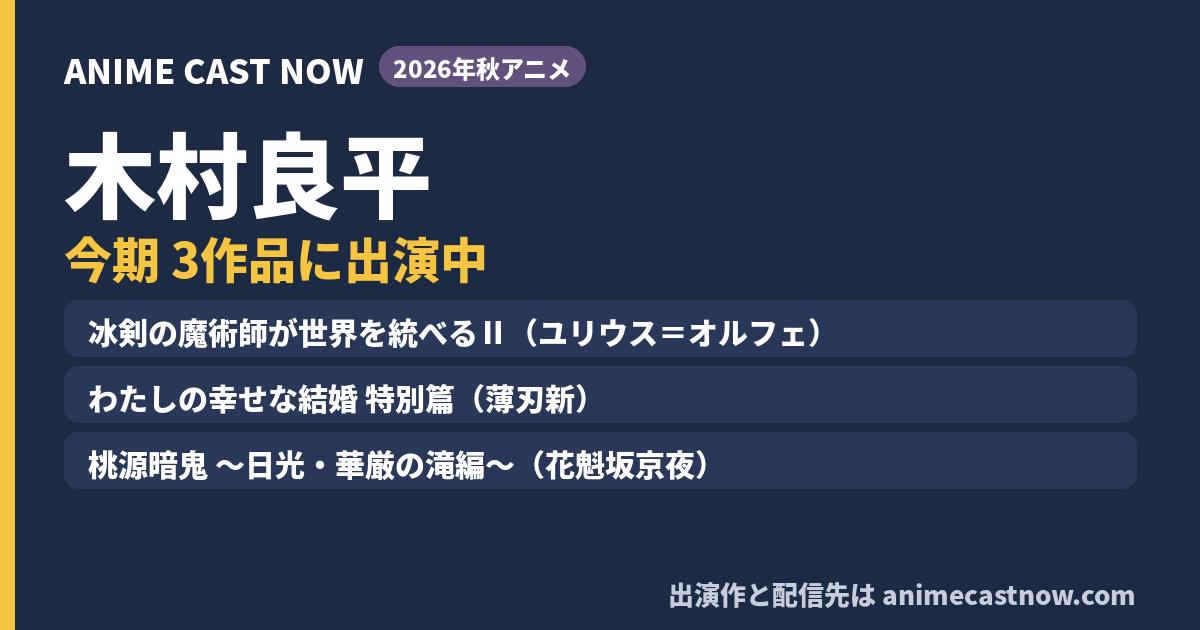 ANIME CAST NOW 2026年秋アニメ
木村良平
今期 3作品に出演中
冰剣の魔術師が世界を統べるⅡ（ユリウス＝オルフェ）
わたしの幸せな結婚 特別篇（薄刃新）
桃源暗鬼 ～日光・華厳の滝編～（花魁坂京夜）
出演作と配信先は animecastnow.com